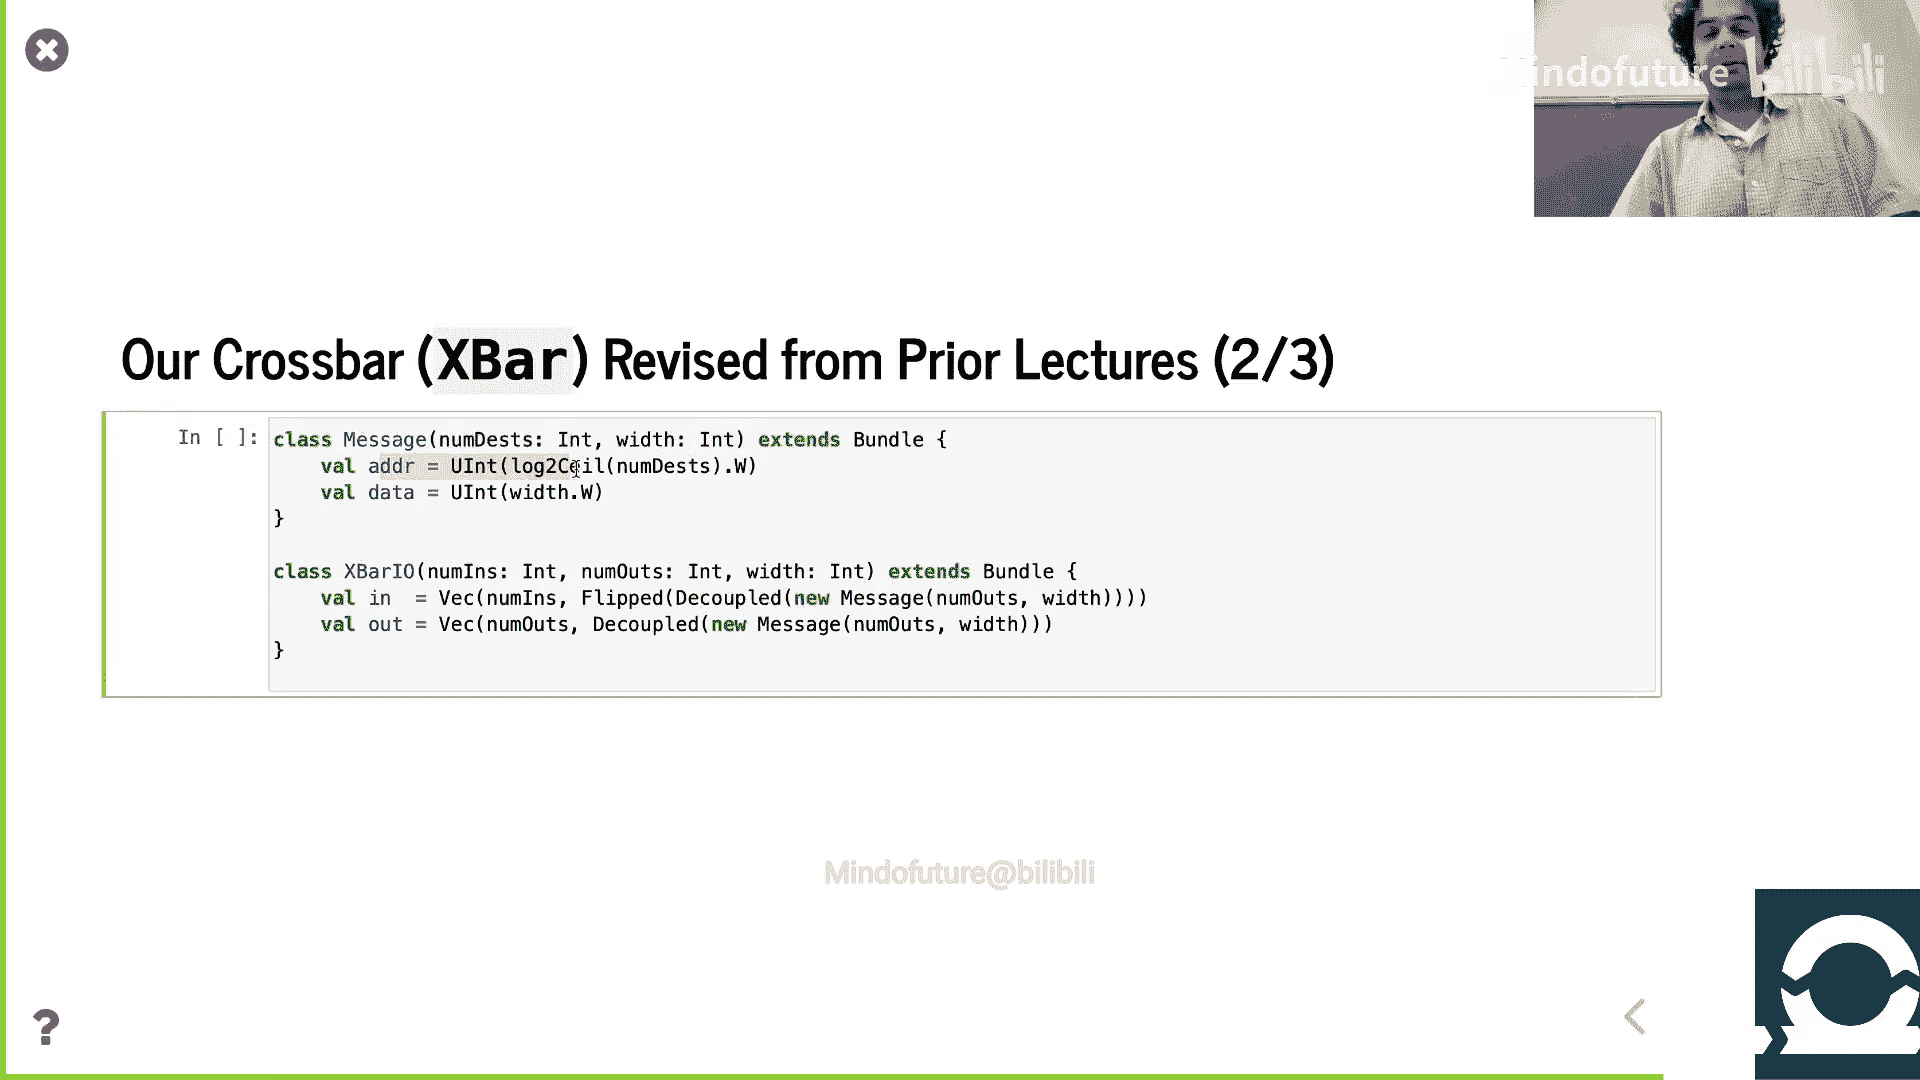 indofuture bilibili
Our Crossbar (XBar) Revised from Prior Lectures (2/3)
In [ ]:
class Message(numDests: Int, width: Int) extends Bundle {
    val addr = UInt(log2Ceil(numDests).W)
    val data = UInt(width.W)
}
class XBarIO(numIns: Int, numOuts: Int, width: Int) extends Bundle {
    val in  = Vec(numIns, Flipped(Decoupled(new Message(numOuts, width))))
    val out = Vec(numOuts, Decoupled(new Message(numOuts, width)))
}
Mindofuture@bilibili
?